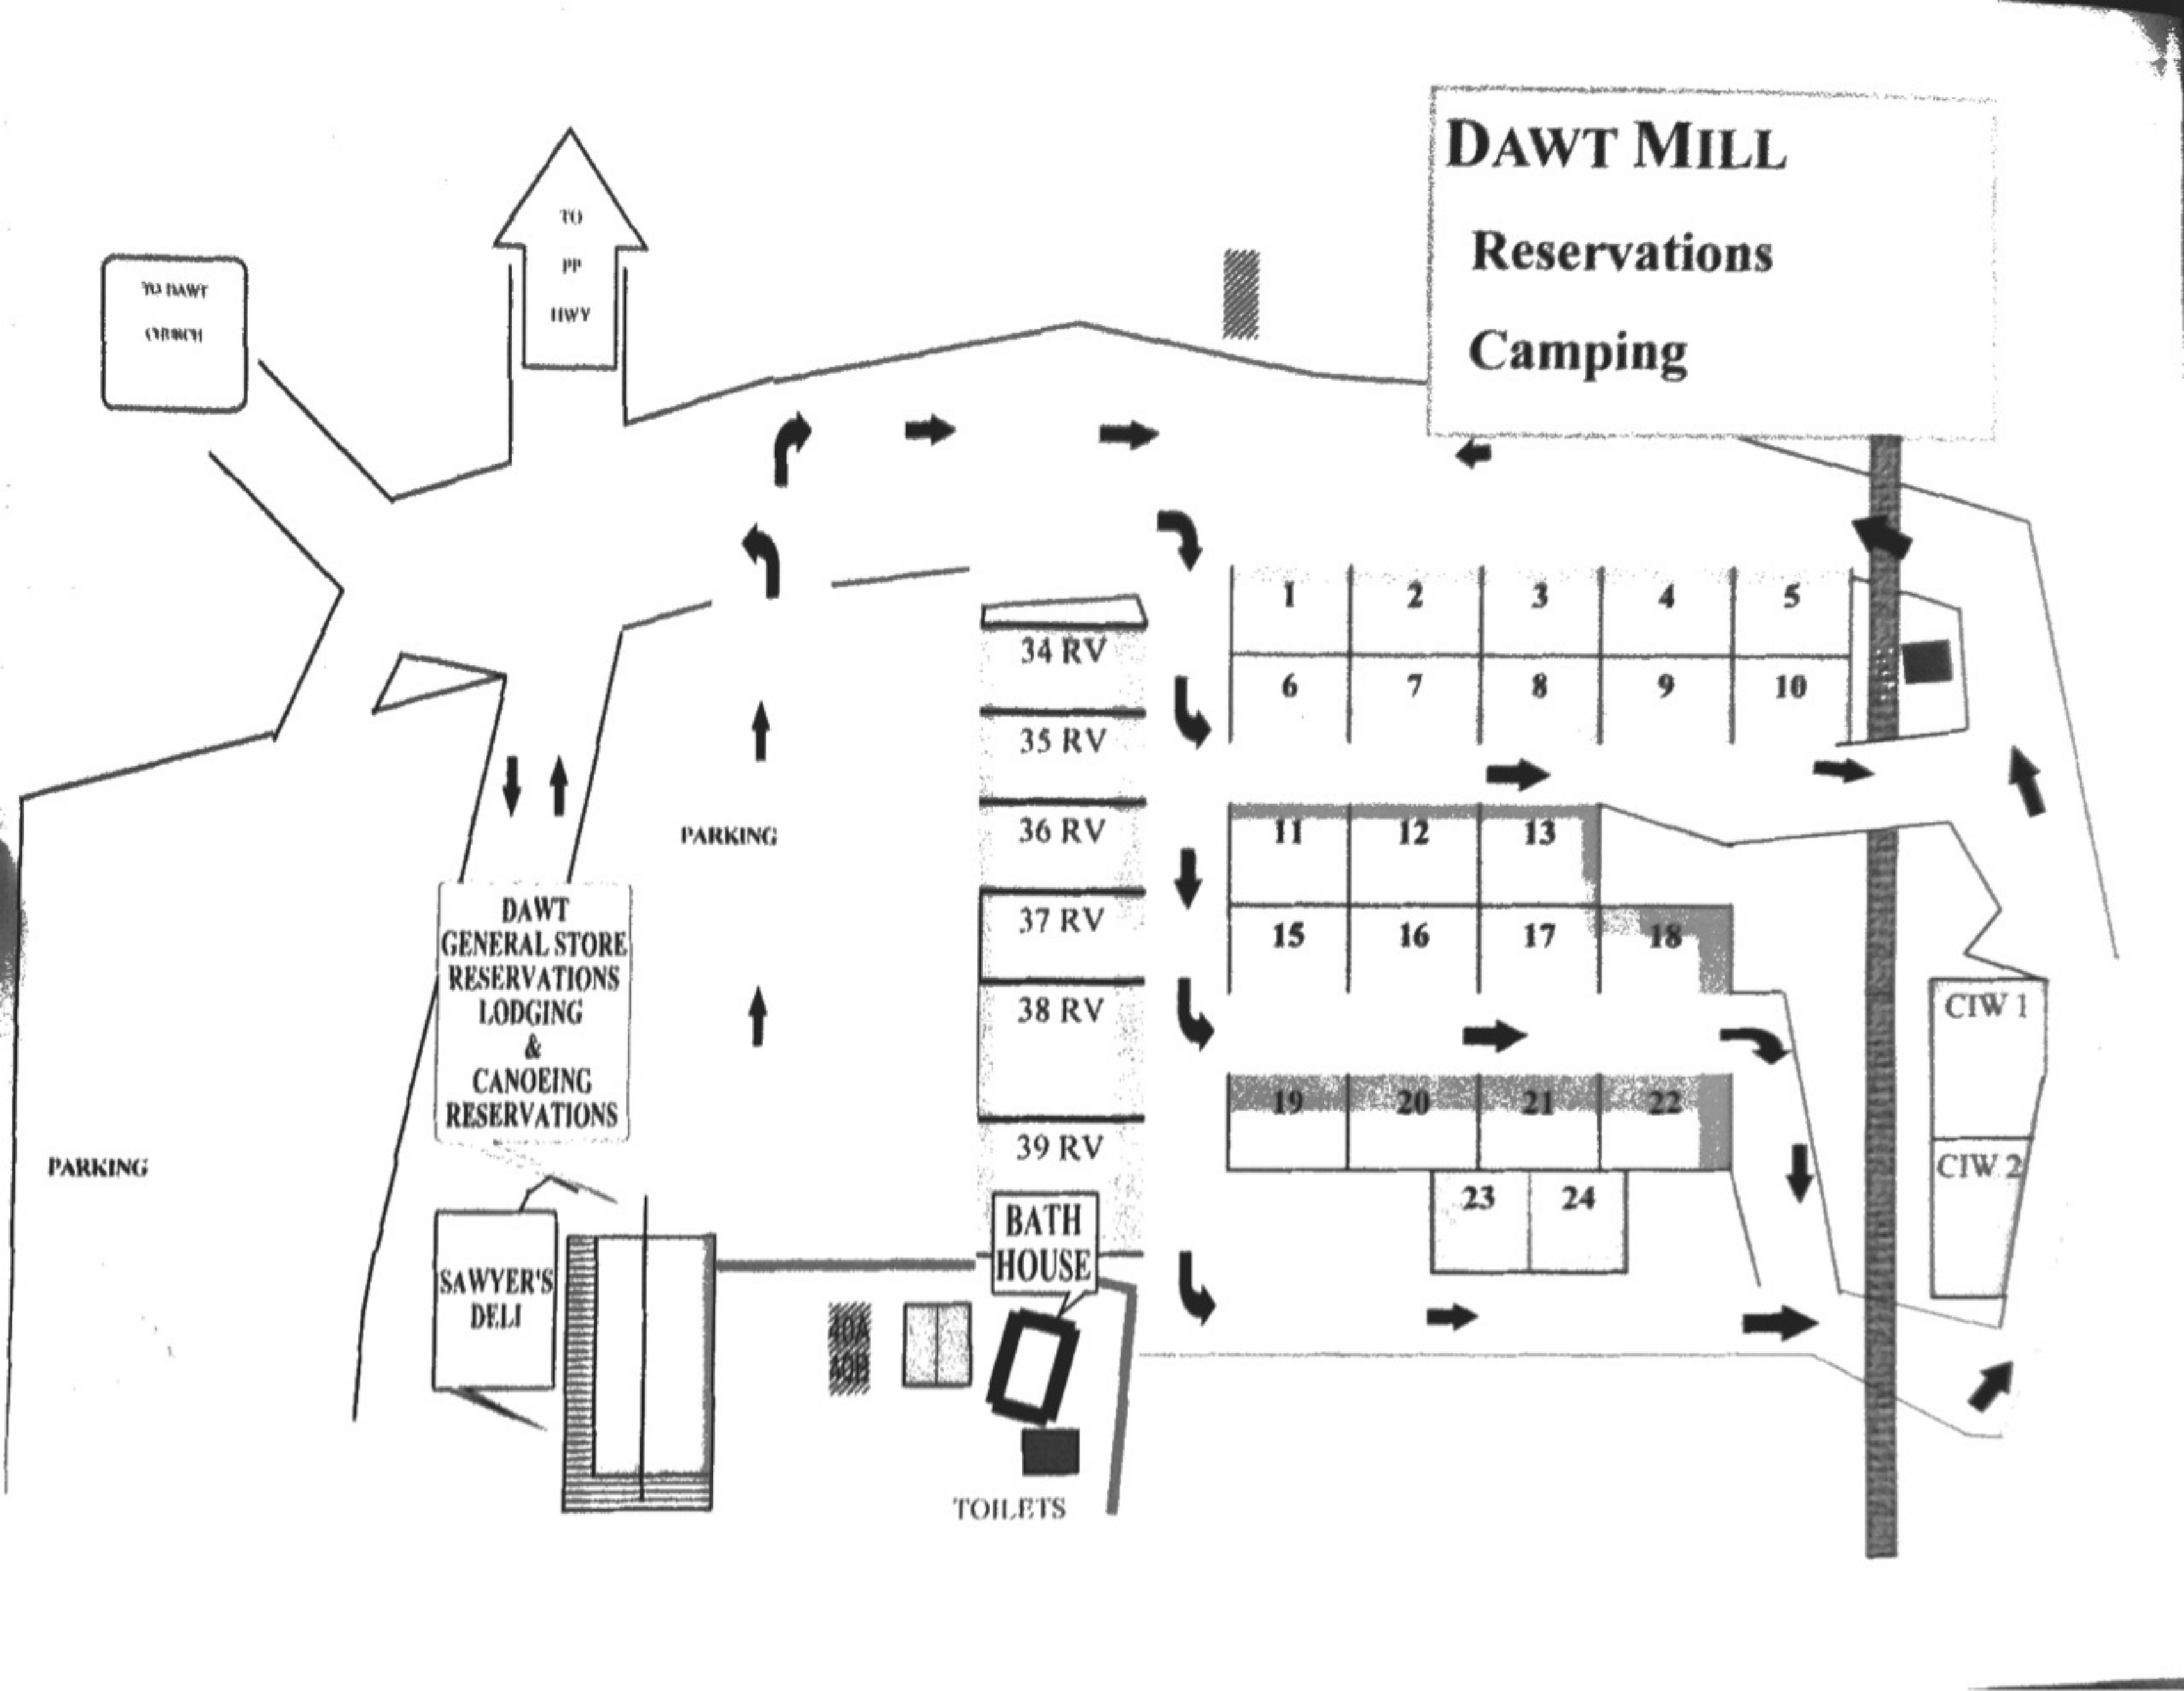 DAWT MILL
Reservations
Camping
TO
PP
HWY
TO DAWT
CHURCH
1 2 3 4 5
6 7 8 9 10
11 12 13
15 16 17 18
19 20 21 22
23 24
34 RV
35 RV
36 RV
37 RV
38 RV
39 RV
PARKING
DAWT
GENERAL STORE
RESERVATIONS
LODGING
&
CANOEING
RESERVATIONS
PARKING
SAWYER'S
DELI
BATH
HOUSE
40A
40B
TOILETS
CIW 1
CIW 2